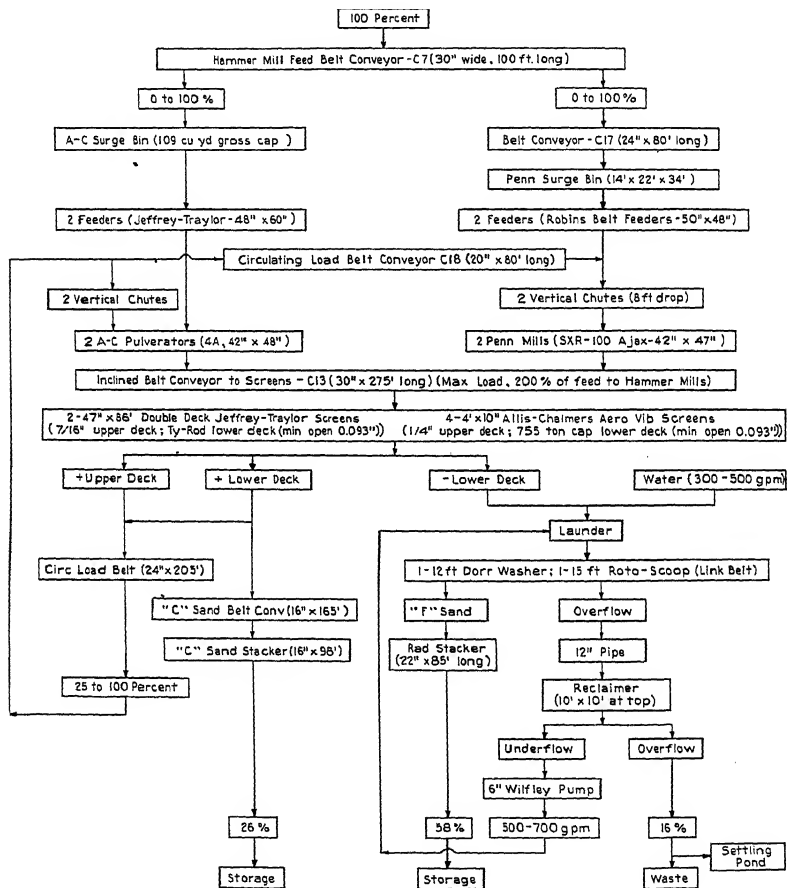 100 Percent
Hammer Mill Feed Belt Conveyor-C7 (30" wide, 100 ft. long)
0 to 100 %
0 to 100%
A-C Surge Bin (109 cu yd gross cap )
Belt Conveyor-C17 (24" x 80' long)
Penn Surge Bin (14' x 22' x 34')
2 Feeders (Jeffrey-Traylor-48" x 60")
2 Feeders (Robins Belt Feeders-50" x 48")
Circulating Load Belt Conveyor C18 (20" x 80' long)
2 Vertical Chutes
2 Vertical Chutes (8 ft drop)
2 A-C Pulverators (4A, 42" x 48")
2 Penn Mills (SXR-100 Ajax-42" x 47")
Inclined Belt Conveyor to Screens - C13 (30" x 275' long) (Max Load, 200 % of feed to Hammer Mills)
2-47" x 86' Double Deck Jeffrey-Traylor Screens
(7/16" upper deck; Ty-Rod lower deck (min open 0.093"))
4-4' x 10" Allis-Chalmers Aero Vib Screens
(1/4" upper deck; 755 ton cap lower deck (min open 0.093"))
+Upper Deck
+ Lower Deck
-Lower Deck
Water (300-500 gpm)
Launder
Circ Load Belt (24" x 205')
1-12ft Dorr Washer; 1-15 ft Roto-Scoop (Link Belt)
"C" Sand Belt Conv (16" x 165')
"F" Sand
Overflow
"C" Sand Stacker (16" x 98')
Rad Stacker
(22" x 85' long)
12" Pipe
25 to 100 Percent
Reclaimer
(10' x 10' at top)
Underflow
Overflow
6" Wilfley Pump
26 %
58%
500-700 gpm
16 %
Settling
Pond
Storage
Storage
Waste